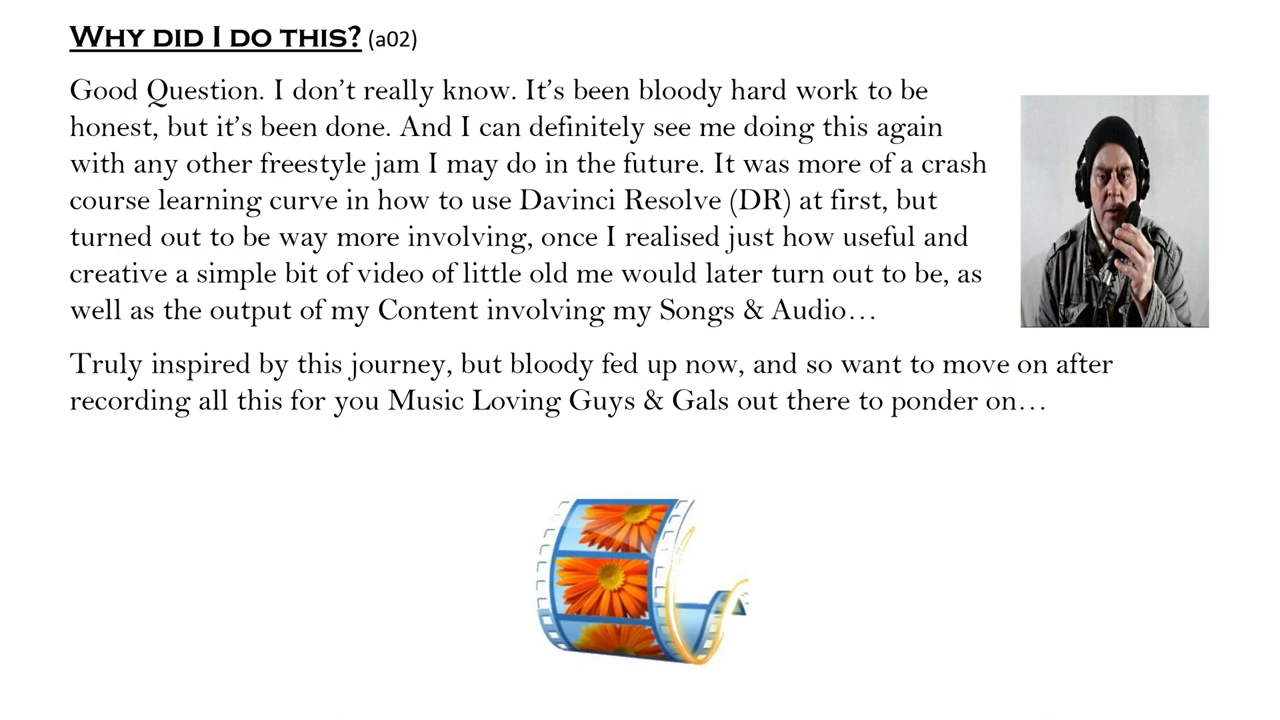 WHY DID I DO THIS? (a02)
Good Question. I don’t really know. It’s been bloody hard work to be
honest, but it’s been done. And I can definitely see me doing this again
with any other freestyle jam I may do in the future. It was more of a crash
course learning curve in how to use Davinci Resolve (DR) at first, but
turned out to be way more involving, once I realised just how useful and
creative a simple bit of video of little old me would later turn out to be, as
well as the output of my Content involving my Songs & Audio…
Truly inspired by this journey, but bloody fed up now, and so want to move on after
recording all this for you Music Loving Guys & Gals out there to ponder on…